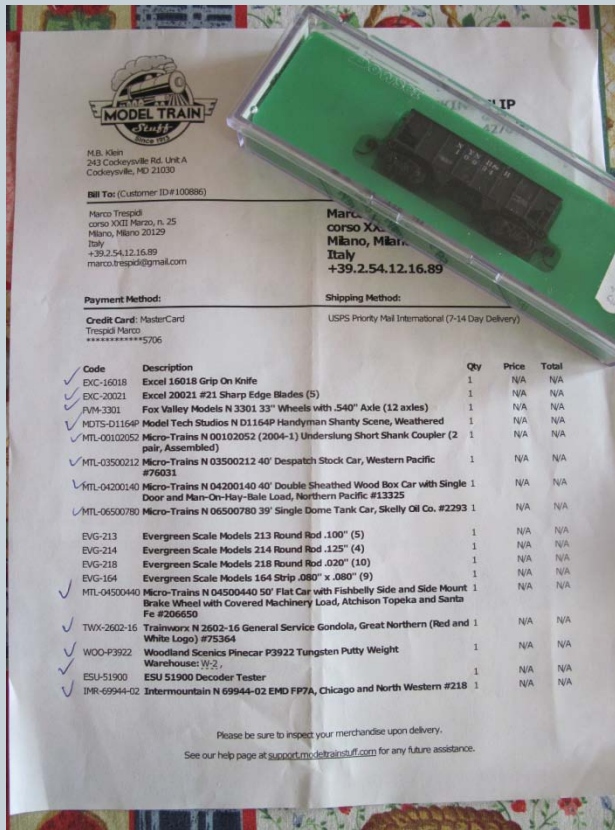 MODEL TRAIN
Stuff
Since 1913
SLIP
M.B. Klein
243 Cockeysville Rd. Unit A
Cockeysville, MD 21030
Bill To: (Customer ID#100886)
Marco Trespidi
corso XXII Marzo, n. 25
Milano, Milano 20129
Italy
+39.2.54.12.16.89
marco.trespidi@gmail.com
Marc
corso XX
Milano, Milan
Italy
+39.2.54.12.16.89
Payment Method:
Shipping Method:
Credit Card: MasterCard
Trespidi Marco
************5706
USPS Priority Mail International (7-14 Day Delivery)
Code Description Qty Price Total
EXC-16018 Excel 16018 Grip On Knife 1 N/A N/A
EXC-20021 Excel 20021 #21 Sharp Edge Blades (5) 1 N/A N/A
FVM-3301 Fox Valley Models N 3301 33" Wheels with .540" Axle (12 axles) 1 N/A N/A
MDTS-D1164P Model Tech Studios N D1164P Handyman Shanty Scene, Weathered 1 N/A N/A
MTL-00102052 Micro-Trains N 00102052 (2004-1) Underslung Short Shank Coupler (2 1 N/A N/A
pair, Assembled)
MTL-03500212 Micro-Trains N 03500212 40' Despatch Stock Car, Western Pacific 1 N/A N/A
#76031
MTL-04200140 Micro-Trains N 04200140 40' Double Sheathed Wood Box Car with Single 1 N/A N/A
Door and Man-On-Hay-Bale Load, Northern Pacific #13325
MTL-06500780 Micro-Trains N 06500780 39' Single Dome Tank Car, Skelly Oil Co. #2293 1 N/A N/A
EVG-213 Evergreen Scale Models 213 Round Rod .100" (5) 1 N/A N/A
EVG-214 Evergreen Scale Models 214 Round Rod .125" (4) 1 N/A N/A
EVG-218 Evergreen Scale Models 218 Round Rod .020" (10) 1 N/A N/A
EVG-164 Evergreen Scale Models 164 Strip .080" x .080" (9) 1 N/A N/A
MTL-04500440 Micro-Trains N 04500440 50' Flat Car with Fishbelly Side and Side Mount 1 N/A N/A
Brake Wheel with Covered Machinery Load, Atchison Topeka and Santa
Fe #206650
TWX-2602-16 Trainworx N 2602-16 General Service Gondola, Great Northern (Red and 1 N/A N/A
White Logo) #75364
WOO-P3922 Woodland Scenics Pinecar P3922 Tungsten Putty Weight 1 N/A N/A
Warehouse: W-2,
ESU-51900 ESU 51900 Decoder Tester 1 N/A N/A
IMR-69944-02 Intermountain N 69944-02 EMD FP7A, Chicago and North Western #218 1 N/A N/A
Please be sure to inspect your merchandise upon delivery.
See our help page at support.modeltrainstuff.com for any future assistance.